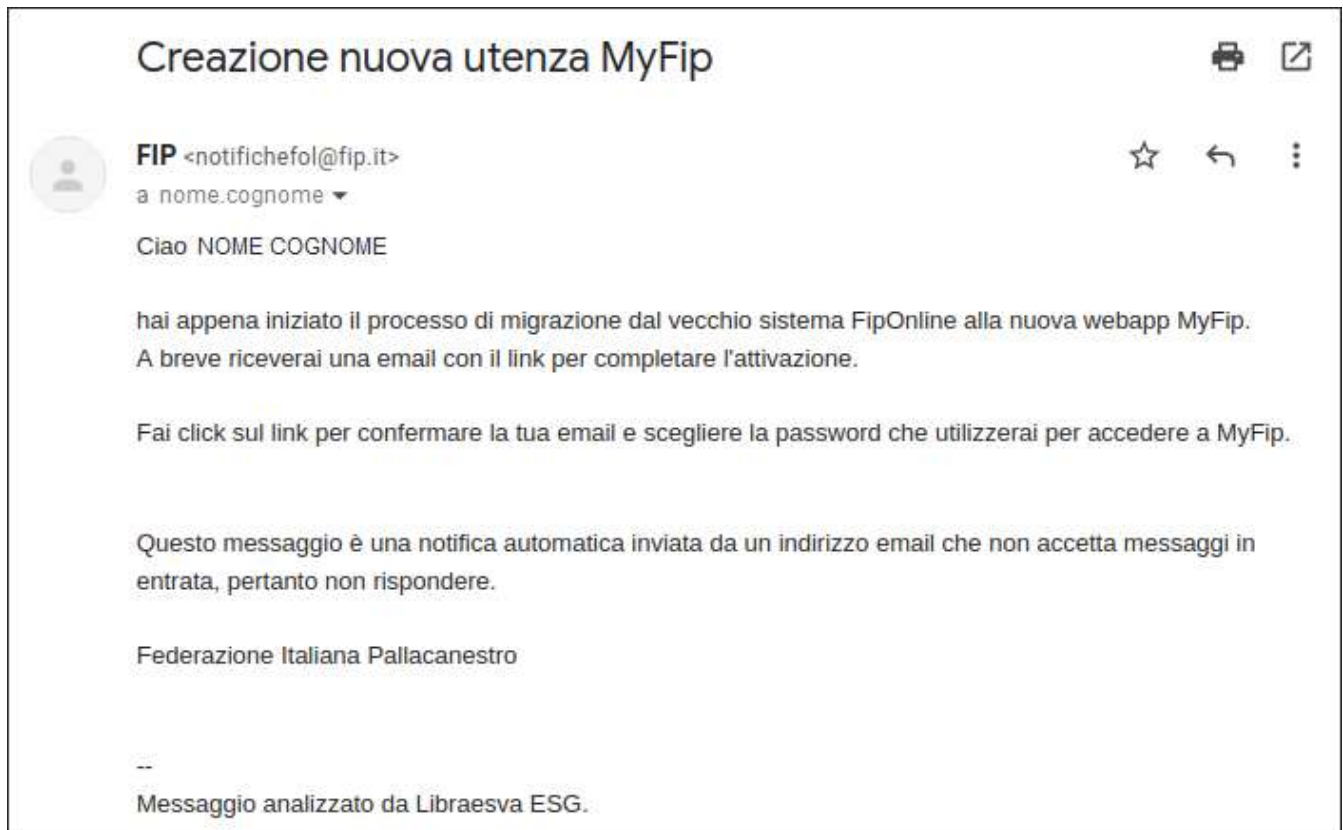 Creazione nuova utenza MyFip
FIP <notifichefol@fip.it>
a nome.cognome
Ciao NOME COGNOME
hai appena iniziato il processo di migrazione dal vecchio sistema FipOnline alla nuova webapp MyFip.
A breve riceverai una email con il link per completare l'attivazione.
Fai click sul link per confermare la tua email e scegliere la password che utilizzerai per accedere a MyFip.
Questo messaggio è una notifica automatica inviata da un indirizzo email che non accetta messaggi in
entrata, pertanto non rispondere.
Federazione Italiana Pallacanestro
--
Messaggio analizzato da Libraesva ESG.